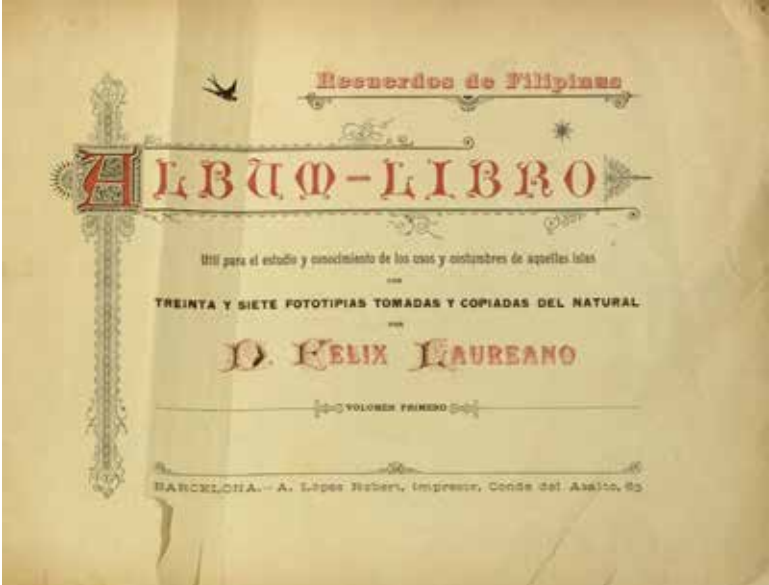 Recuerdos de Filipinas
ALBUM-LIBRO
Util para el estudio y conocimiento de los usos y costumbres de aquellas islas
CON
TREINTA Y SIETE FOTOTIPIAS TOMADAS Y COPIADAS DEL NATURAL
POR
D. FELIX LAUREANO
VOLUMEN PRIMERO
BARCELONA.—A. López Robert, impresor, Conde del Asalto, 63